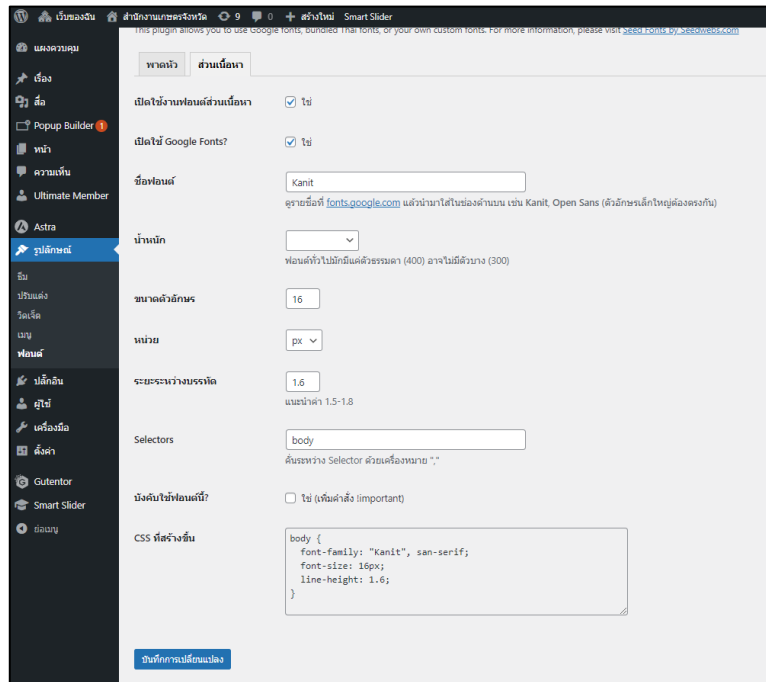 เว็บของฉัน สำนักงานเกษตรจังหวัด 9 0 + สร้างใหม่ Smart Slider
This plugin allows you to use Google fonts, bundled Thai fonts, or your own custom fonts. For more information, please visit Seed Fonts by Seedwebs.com
แผงควบคุม
เรื่อง
สื่อ
Popup Builder 1
หน้า
ความเห็น
Ultimate Member
Astra
รูปลักษณ์
ธีม
ปรับแต่ง
วิดเจ็ต
เมนู
ฟอนต์
ปลั๊กอิน
ผู้ใช้
เครื่องมือ
ตั้งค่า
Gutentor
Smart Slider
ย่อเมนู
พาดหัว ส่วนเนื้อหา
เปิดใช้งานฟอนต์ส่วนเนื้อหา ใช่
เปิดใช้ Google Fonts? ใช่
ชื่อฟอนต์ Kanit
ดูรายชื่อที่ fonts.google.com แล้วนำมาใส่ในช่องด้านบน เช่น Kanit, Open Sans (ตัวอักษรเล็กใหญ่ต้องตรงกัน)
น้ำหนัก
ฟอนต์ทั่วไปมักมีแค่ตัวธรรมดา (400) อาจไม่มีตัวบาง (300)
ขนาดตัวอักษร 16
หน่วย px
ระยะระหว่างบรรทัด 1.6
แนะนำค่า 1.5-1.8
Selectors body
คั่นระหว่าง Selector ด้วยเครื่องหมาย ","
บังคับใช้ฟอนต์นี้? ใช่ (เพิ่มคำสั่ง !important)
CSS ที่สร้างขึ้น body {
font-family: "Kanit", san-serif;
font-size: 16px;
line-height: 1.6;
}
บันทึกการเปลี่ยนแปลง